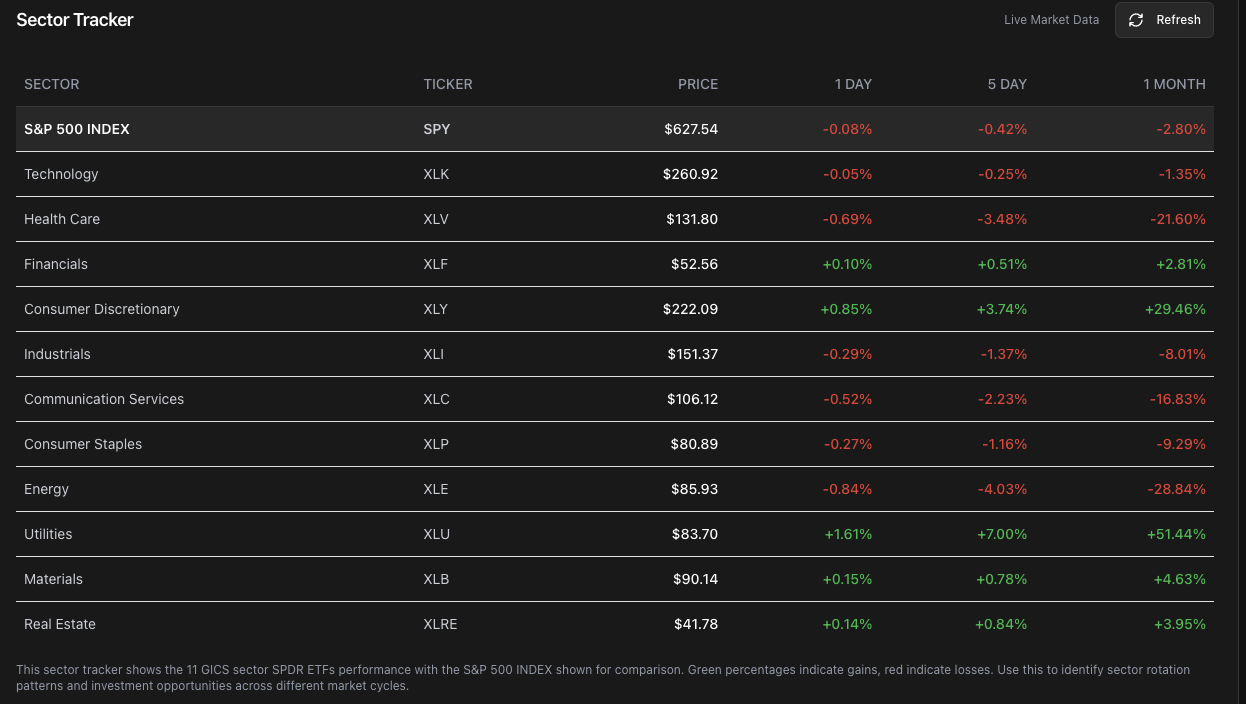 Sector Tracker
Live Market Data
Refresh
SECTOR TICKER PRICE 1 DAY 5 DAY 1 MONTH
S&P 500 INDEX SPY $627.54 -0.08% -0.42% -2.80%
Technology XLK $260.92 -0.05% -0.25% -1.35%
Health Care XLV $131.80 -0.69% -3.48% -21.60%
Financials XLF $52.56 +0.10% +0.51% +2.81%
Consumer Discretionary XLY $222.09 +0.85% +3.74% +29.46%
Industrials XLI $151.37 -0.29% -1.37% -8.01%
Communication Services XLC $106.12 -0.52% -2.23% -16.83%
Consumer Staples XLP $80.89 -0.27% -1.16% -9.29%
Energy XLE $85.93 -0.84% -4.03% -28.84%
Utilities XLU $83.70 +1.61% +7.00% +51.44%
Materials XLB $90.14 +0.15% +0.78% +4.63%
Real Estate XLRE $41.78 +0.14% +0.84% +3.95%
This sector tracker shows the 11 GICS sector SPDR ETFs performance with the S&P 500 INDEX shown for comparison. Green percentages indicate gains, red indicate losses. Use this to identify sector rotation
patterns and investment opportunities across different market cycles.